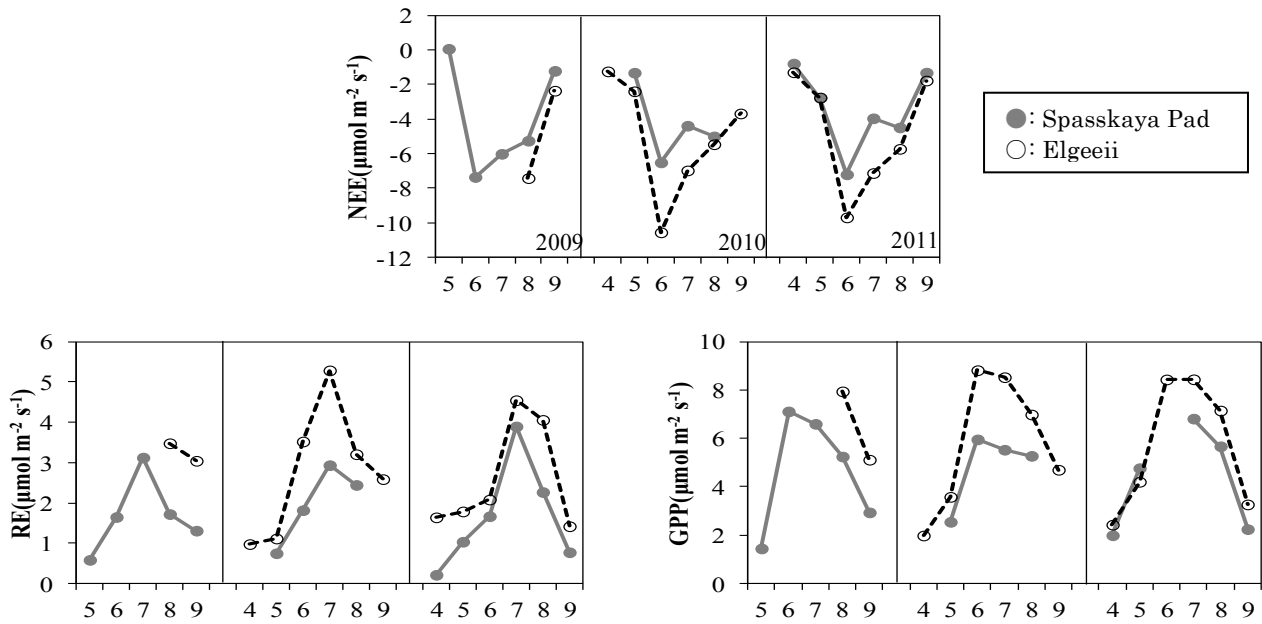 2
0
-2
-4
-6
-8
-10
-12
NEE(μmol m-2 s-1)
2009
2010
2011
5 6 7 8 9
4 5 6 7 8 9
4 5 6 7 8 9
: Spasskaya Pad
: Elgeeii
6
5
4
3
2
1
0
RE(μmol m-2 s-1)
5 6 7 8 9
4 5 6 7 8 9
4 5 6 7 8 9
10
8
6
4
2
0
GPP(μmol m-2 s-1)
5 6 7 8 9
4 5 6 7 8 9
4 5 6 7 8 9